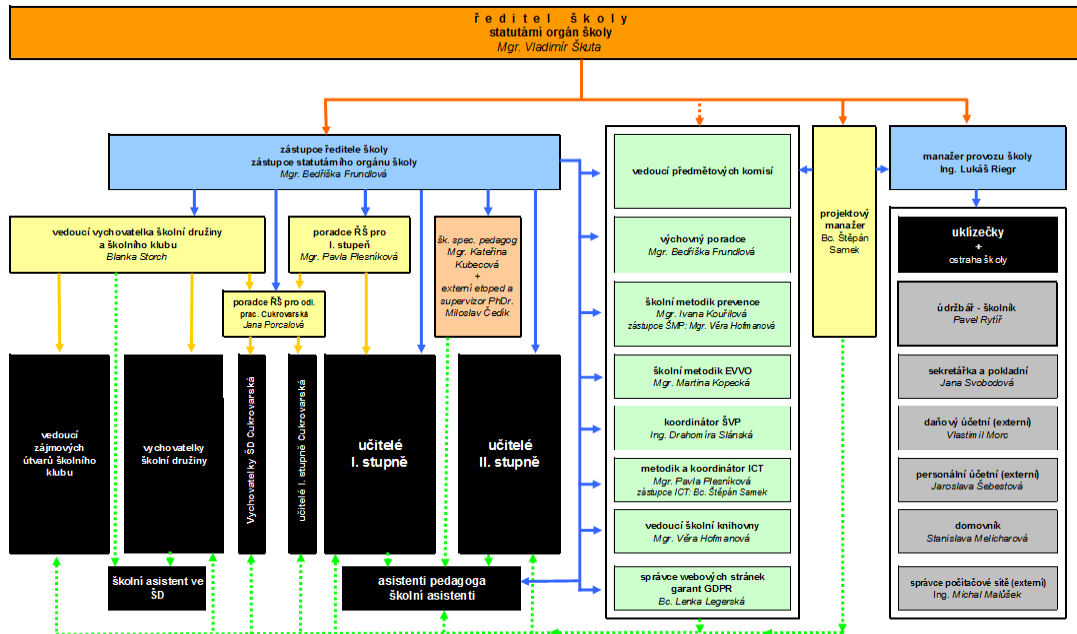 ředitel školy
statutární orgán školy
Mgr. Vladimír Škuta
zástupce ředitele školy
zástupce statutárního orgánu školy
Mgr. Bedřiška Frundlová
vedoucí předmětových komisí
projektový
manažer
Bc. Štěpán
Samek
manažer provozu školy
Ing. Lukáš Riegr
vedoucí vychovatelka školní družiny
a školního klubu
Blanka Storch
poradce ŘŠ pro
I. stupeň
Mgr. Pavla Plesníková
šk. spec. pedagog
Mgr. Kateřina
Kubecová
+
externí etoped a
supervizor PhDr.
Miloslav Čedík
výchovný poradce
Mgr. Bedřiška Frundlová
uklízečky
+
ostraha školy
poradce ŘŠ pro odl.
prac. Cukrovarská
Jana Porcalová
školní metodik prevence
Mgr. Ivana Kouřilová
zástupce ŠMP: Mgr. Věra Hofmanová
údržbář - školník
Pavel Rytíř
vedoucí
zájmových
útvarů školního
klubu
vychovatelky
školní družiny
Vychovatelky ŠD Cukrovarská
učitelé I. stupně Cukrovarská
učitelé
I. stupně
učitelé
II. stupně
školní metodik EVVO
Mgr. Martina Kopecká
sekretářka a pokladní
Jana Svobodová
koordinátor ŠVP
Ing. Drahomíra Slánská
daňový účetní (externí)
Vlastimil Morc
metodik a koordinátor ICT
Mgr. Pavla Plesníková
zástupce ICT: Bc. Štěpán Samek
personální účetní (externí)
Jaroslava Šebestová
vedoucí školní knihovny
Mgr. Věra Hofmanová
domovník
Stanislava Melicharová
školní asistent ve
ŠD
asistenti pedagoga
školní asistenti
správce webových stránek
garant GDPR
Bc. Lenka Legerská
správce počítačové sítě (externí)
Ing. Michal Malůšek